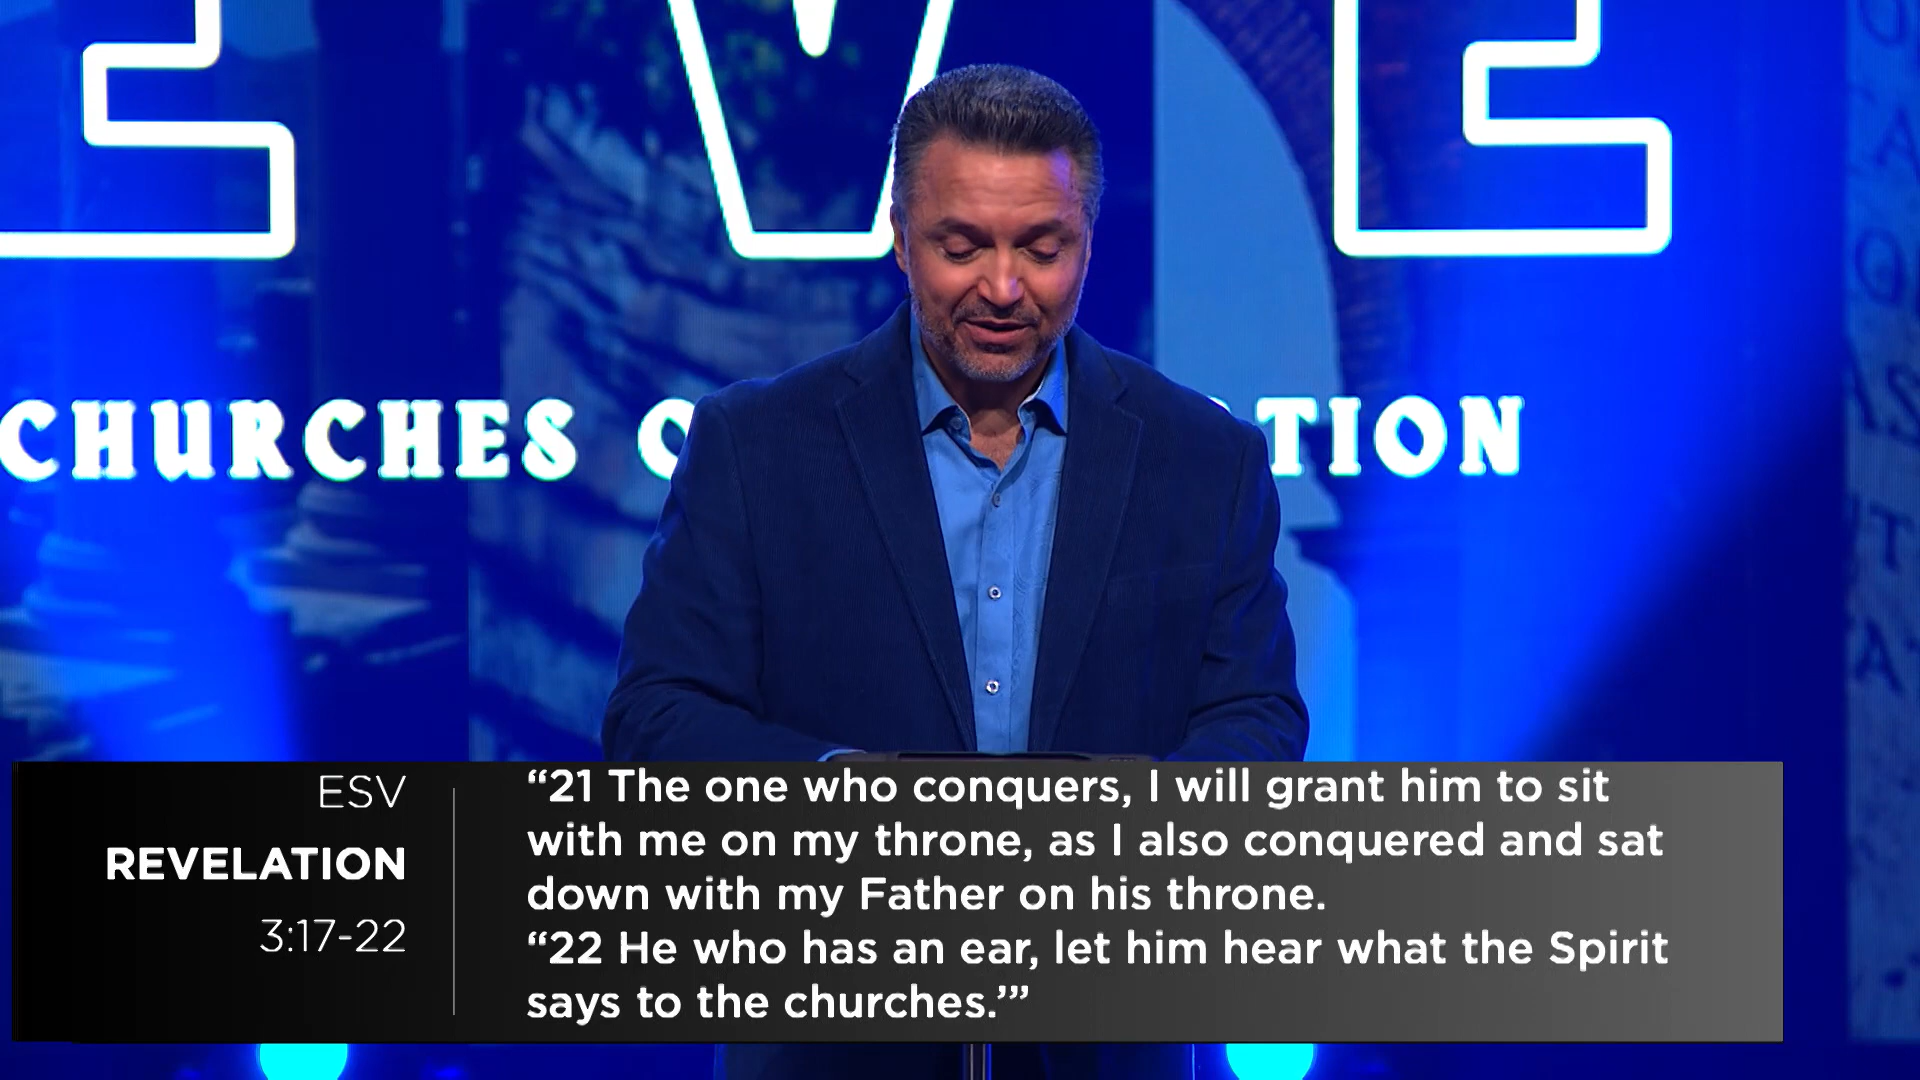 EVE
CHURCHES TION
ESV
REVELATION
3:17-22
“21 The one who conquers, I will grant him to sit
with me on my throne, as I also conquered and sat
down with my Father on his throne.
“22 He who has an ear, let him hear what the Spirit
says to the churches.’”